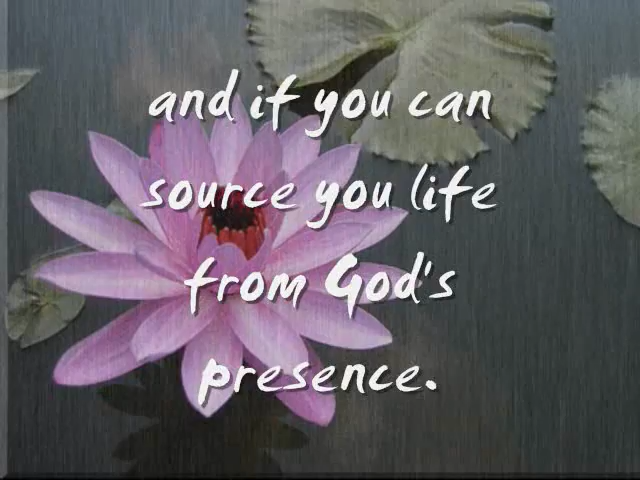 and if you can
source you life
from God's
presence.